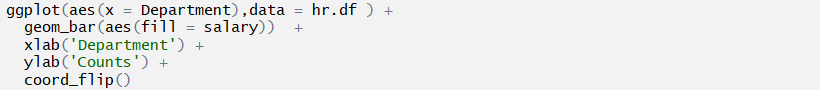 ggplot(aes(x = Department),data = hr.df ) +
  geom_bar(aes(fill = salary))  +
  xlab('Department') +
  ylab('Counts') +
  coord_flip()